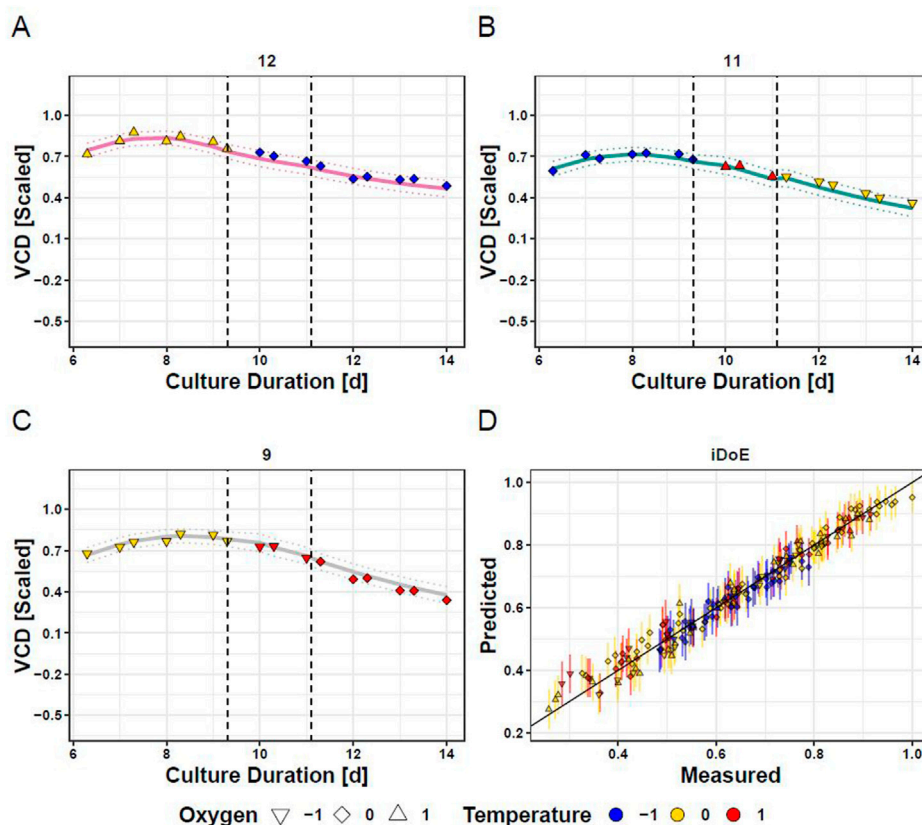 A
12
VCD [Scaled]
1.0
0.7
0.4
0.1
−0.2
−0.5
6 8 10 12 14
Culture Duration [d]
B
11
VCD [Scaled]
1.0
0.7
0.4
0.1
−0.2
−0.5
6 8 10 12 14
Culture Duration [d]
C
9
VCD [Scaled]
1.0
0.7
0.4
0.1
−0.2
−0.5
6 8 10 12 14
Culture Duration [d]
D
iDoE
Predicted
1.0
0.8
0.6
0.4
0.2
0.4 0.6 0.8 1.0
Measured
Oxygen −1 0 1 Temperature −1 0 1